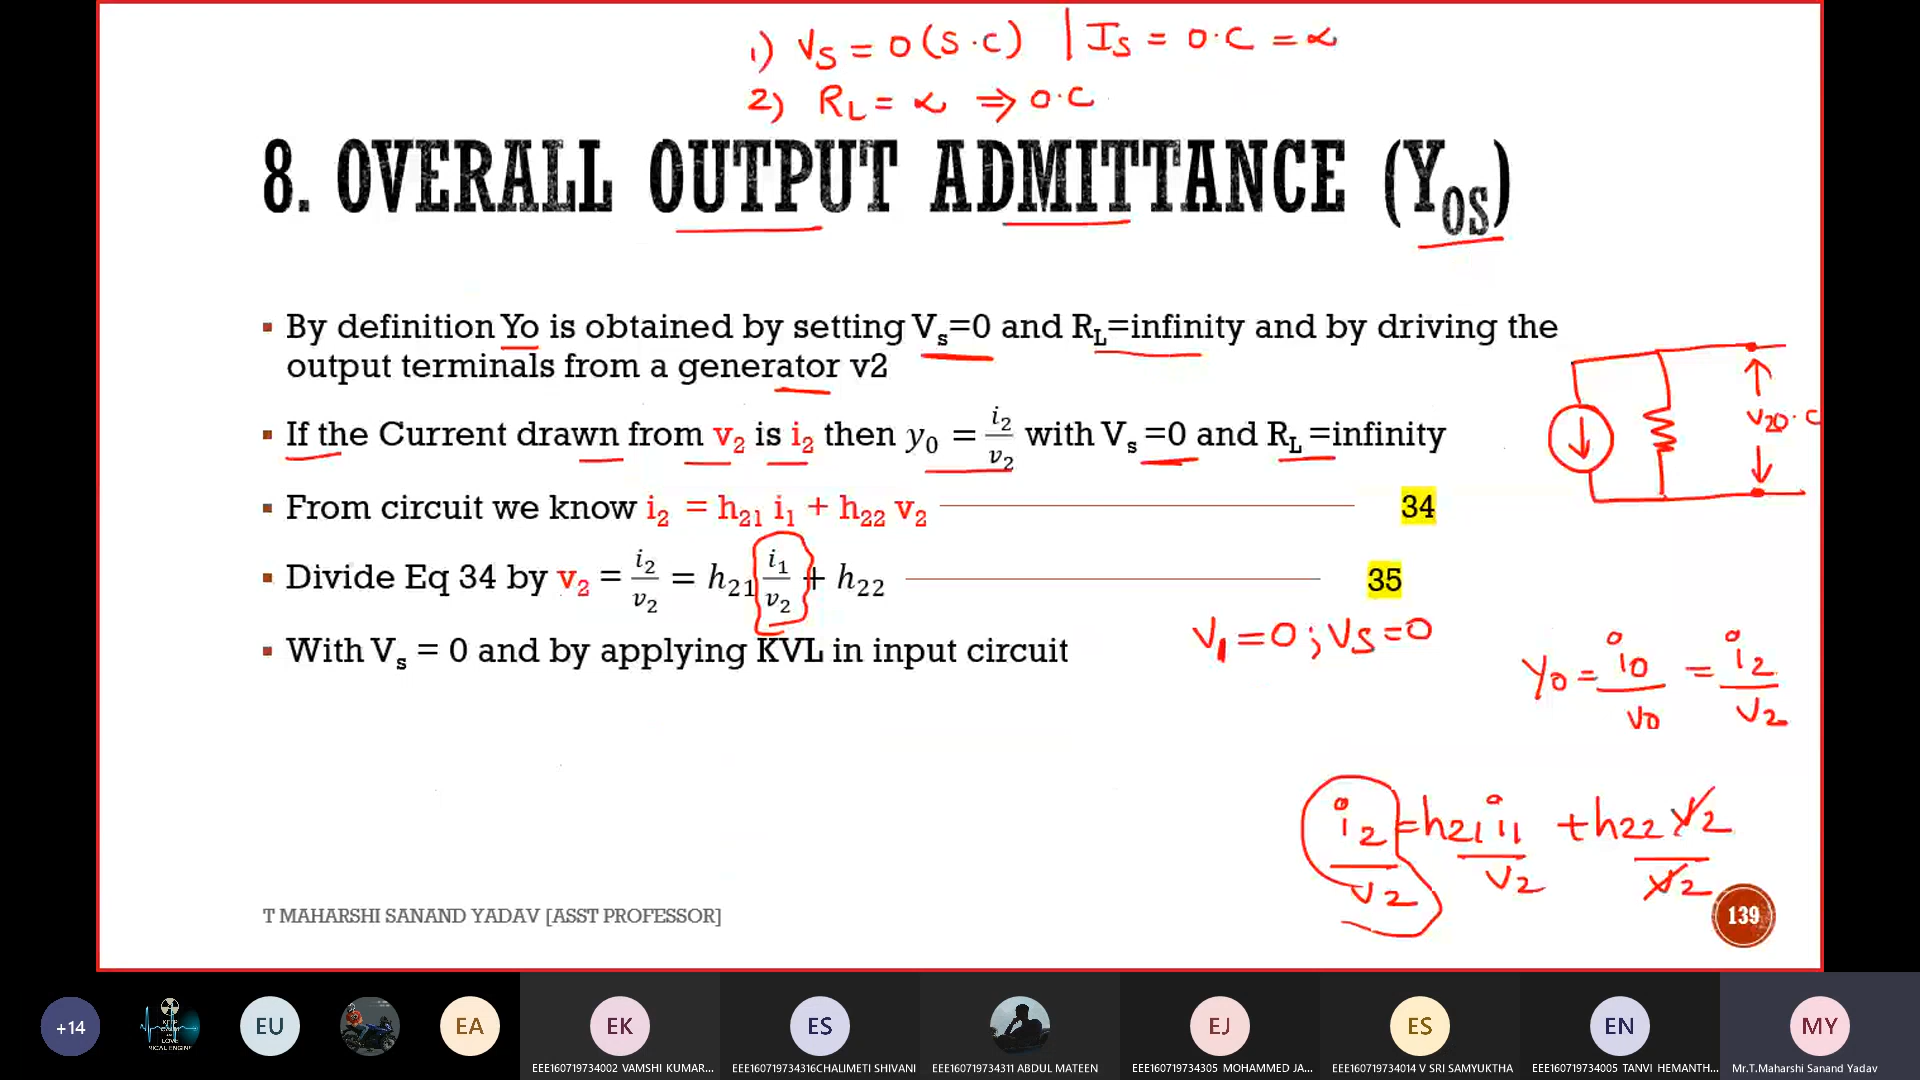 1) VS = 0 (S.C) | IS = 0.C = ∝
2) RL = ∝ ⇒ 0.C
8. OVERALL OUTPUT ADMITTANCE (YOS)
▪ By definition Yo is obtained by setting Vs=0 and RL=infinity and by driving the
output terminals from a generator v2
▪ If the Current drawn from v2 is i2 then y0 = i2/v2 with Vs =0 and RL =infinity
V20.C
▪ From circuit we know i2 = h21 i1 + h22 v2 34
▪ Divide Eq 34 by v2 = i2/v2 = h21 i1/v2 + h22 35
V1=0 ; VS=0
▪ With Vs = 0 and by applying KVL in input circuit
Y0 = i0/V0 = i2/V2
i2/V2 = h21 i1/V2 + h22 V2/V2
T MAHARSHI SANAND YADAV [ASST PROFESSOR]
139
+14
EU
EA
EK
ES
EJ
ES
EN
MY
EEE160719734002 VAMSHI KUMAR...
EEE160719734316CHALIMETI SHIVANI
EEE160719734311 ABDUL MATEEN
EEE160719734305 MOHAMMED JA...
EEE160719734014 V SRI SAMYUKTHA
EEE160719734005 TANVI HEMANTH...
Mr.T.Maharshi Sanand Yadav